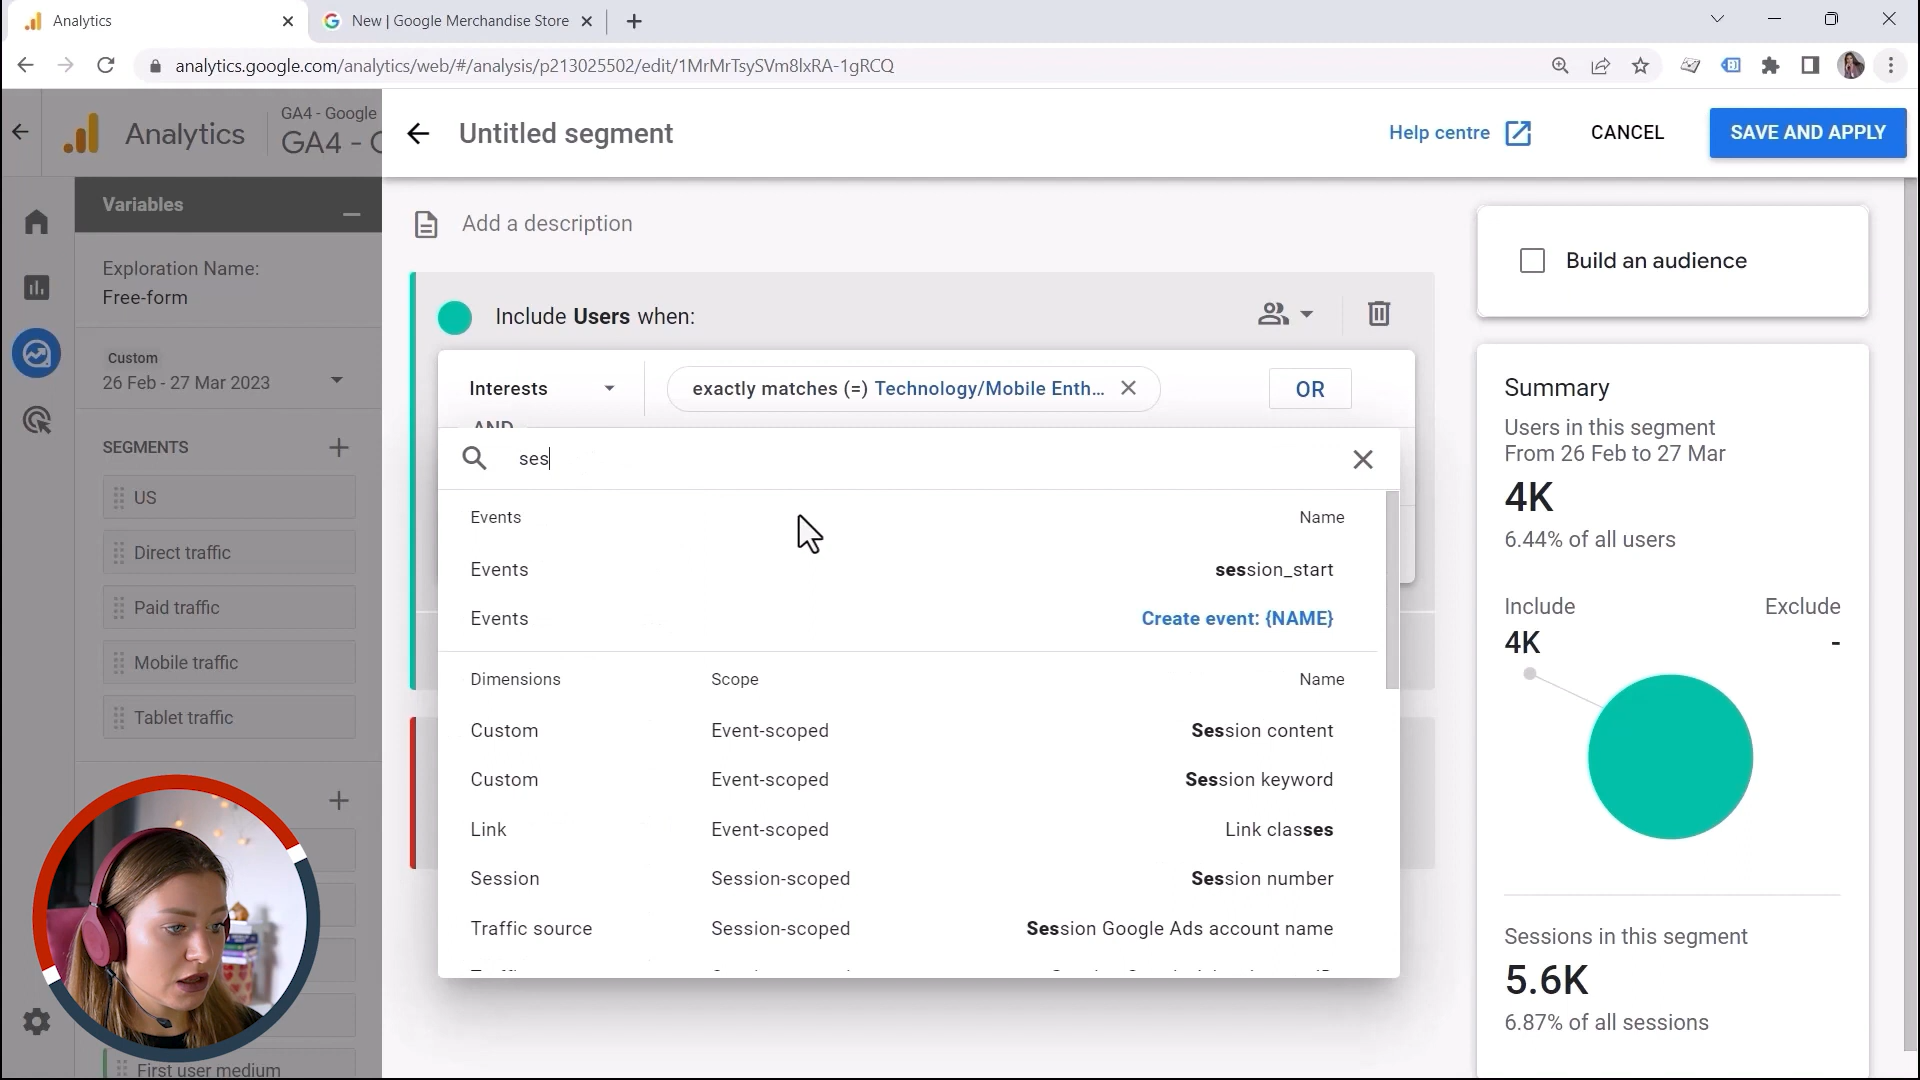 Analytics
New | Google Merchandise Store
analytics.google.com/analytics/web/#/analysis/p213025502/edit/1MrMrTsySVm8lxRA-1gRCQ
Analytics
GA4 - Google
GA4 - 
Untitled segment
Help centre
CANCEL
SAVE AND APPLY
Variables
Exploration Name:
Free-form
Custom
26 Feb - 27 Mar 2023
SEGMENTS
US
Direct traffic
Paid traffic
Mobile traffic
Tablet traffic
First user medium
Add a description
Include Users when:
Interests
exactly matches (=) Technology/Mobile Enth...
OR
AND
ses
Events Name
Events session_start
Events Create event: {NAME}
Dimensions Scope Name
Custom Event-scoped Session content
Custom Event-scoped Session keyword
Link Event-scoped Link classes
Session Session-scoped Session number
Traffic source Session-scoped Session Google Ads account name
Build an audience
Summary
Users in this segment
From 26 Feb to 27 Mar
4K
6.44% of all users
Include Exclude
4K -
Sessions in this segment
5.6K
6.87% of all sessions